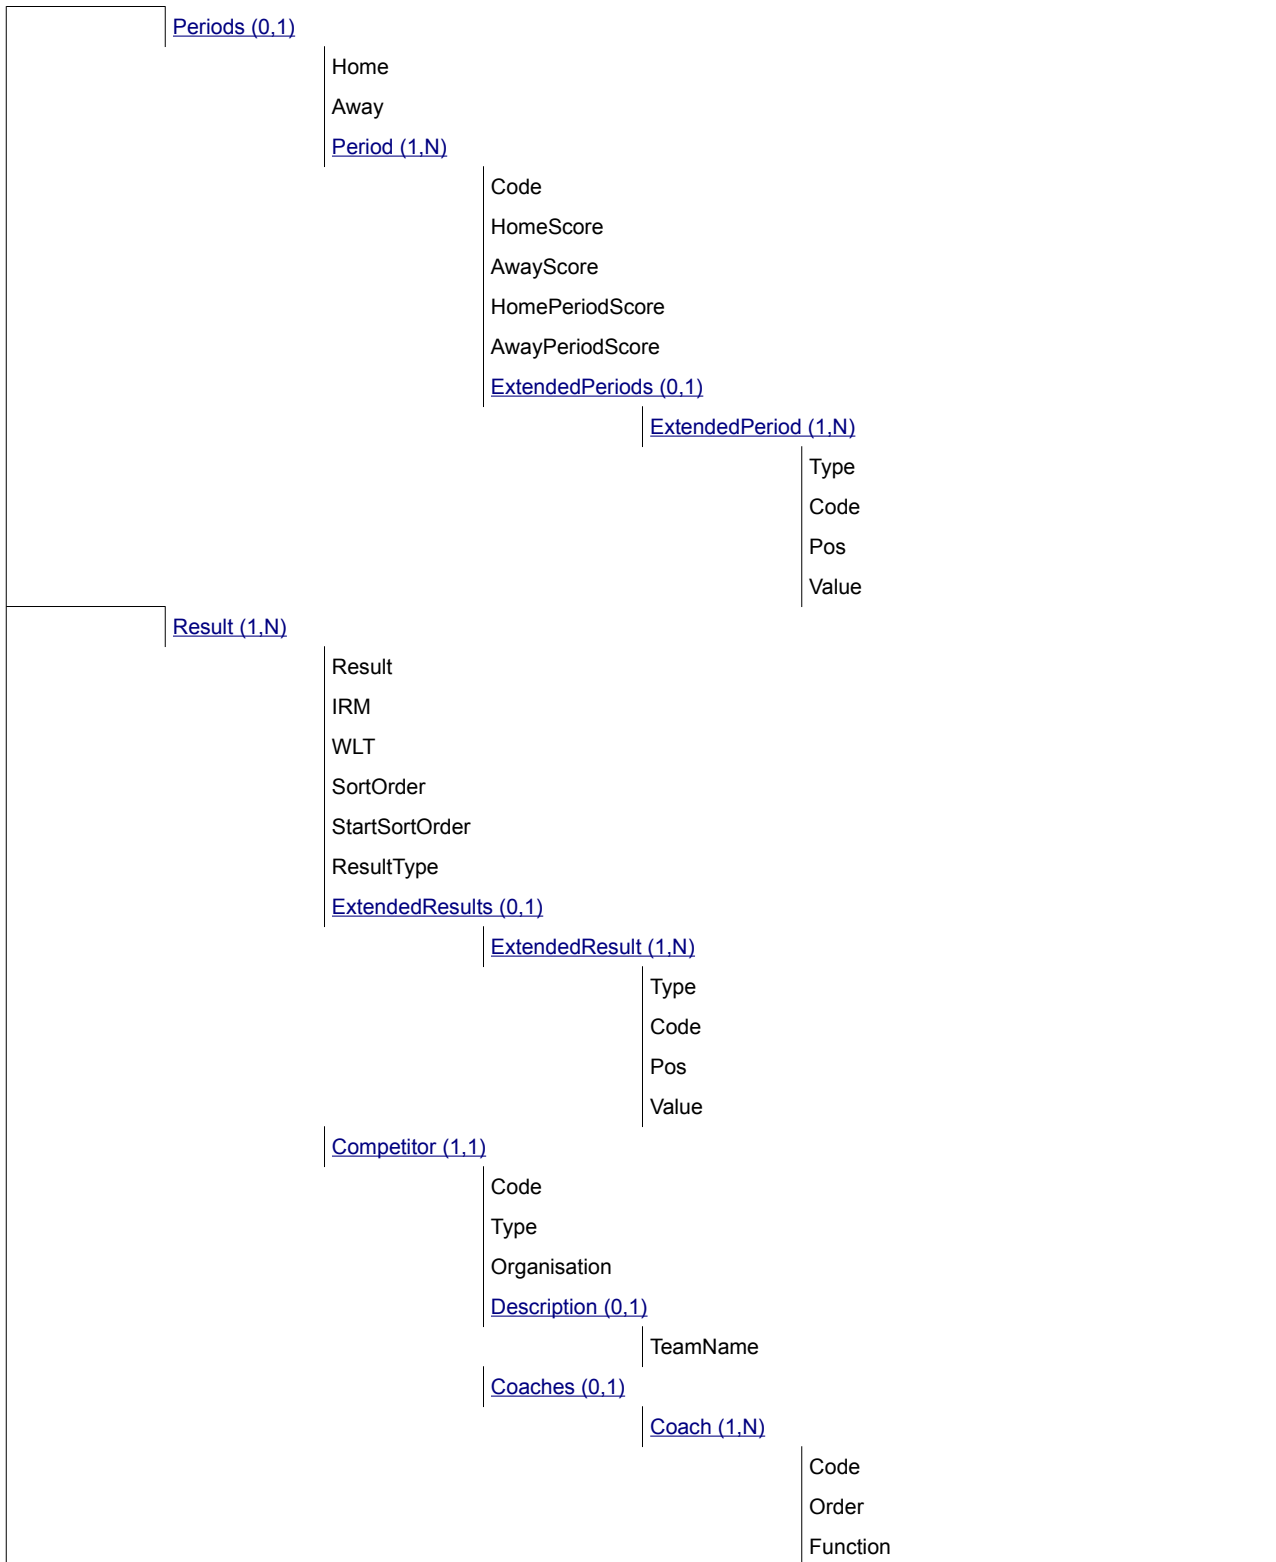 Periods (0,1)
Home
Away
Period (1,N)
Code
HomeScore
AwayScore
HomePeriodScore
AwayPeriodScore
ExtendedPeriods (0,1)
ExtendedPeriod (1,N)
Type
Code
Pos
Value
Result (1,N)
Result
IRM
WLT
SortOrder
StartSortOrder
ResultType
ExtendedResults (0,1)
ExtendedResult (1,N)
Type
Code
Pos
Value
Competitor (1,1)
Code
Type
Organisation
Description (0,1)
TeamName
Coaches (0,1)
Coach (1,N)
Code
Order
Function